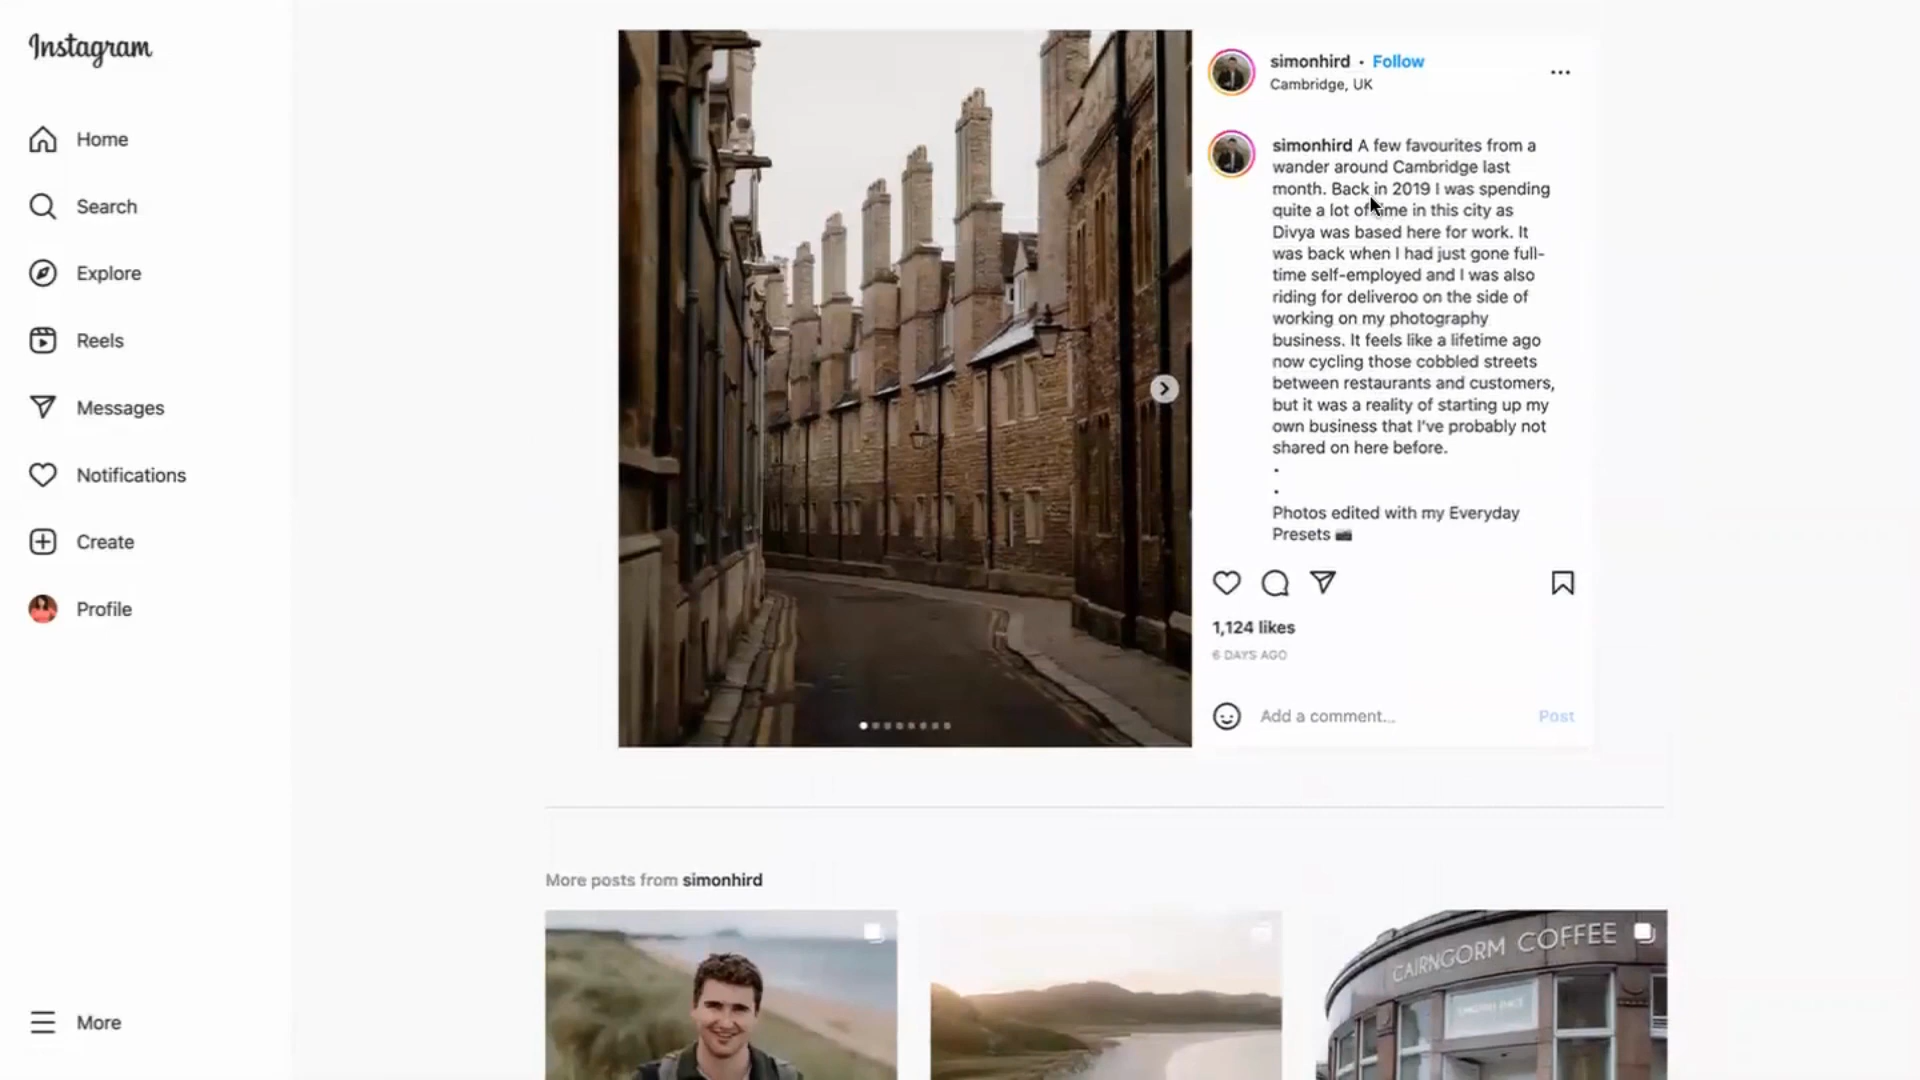 Instagram
Home
Search
Explore
Reels
Messages
Notifications
Create
Profile
More
simonhird • Follow
Cambridge, UK
simonhird A few favourites from a
wander around Cambridge last
month. Back in 2019 I was spending
quite a lot of time in this city as
Divya was based here for work. It
was back when I had just gone full-
time self-employed and I was also
riding for deliveroo on the side of
working on my photography
business. It feels like a lifetime ago
now cycling those cobbled streets
between restaurants and customers,
but it was a reality of starting up my
own business that I've probably not
shared on here before.
.
.
Photos edited with my Everyday
Presets 📷
1,124 likes
6 DAYS AGO
Add a comment... Post
More posts from simonhird
CAIRNGORM COFFEE